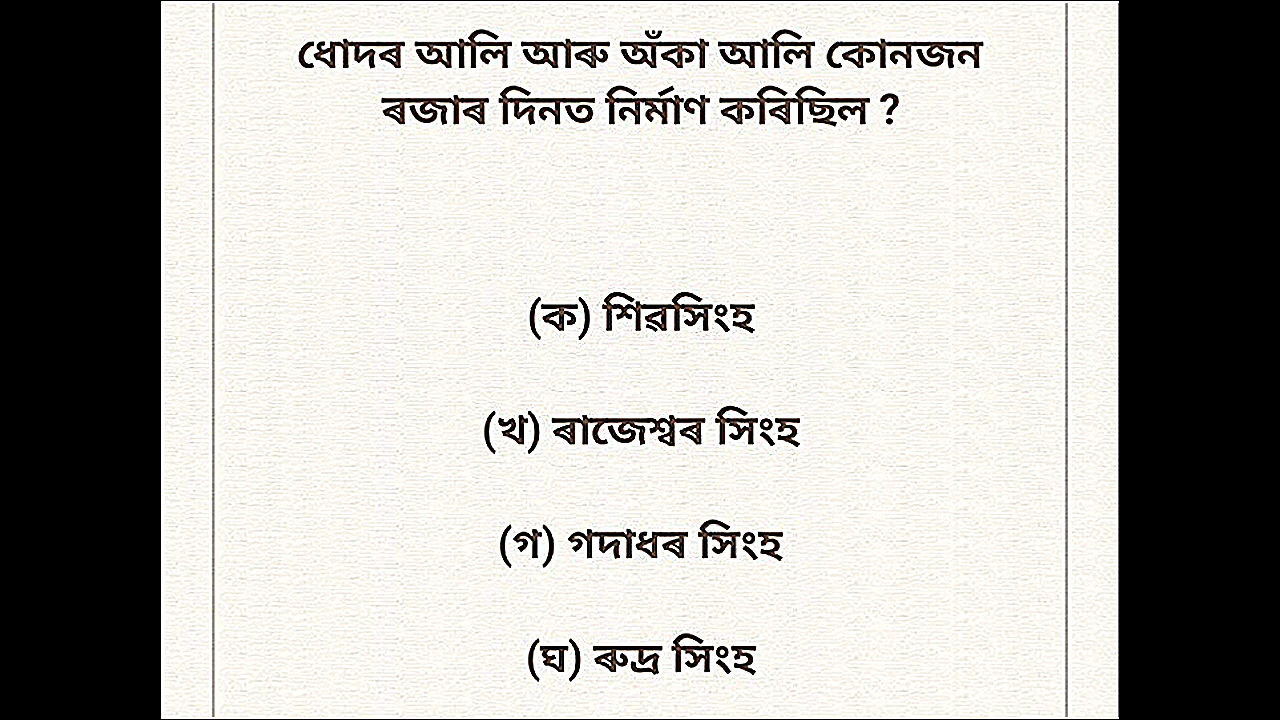 ধোদৰ আলি আৰু অঁকা আলি কোনজন
ৰজাৰ দিনত নিৰ্মাণ কৰিছিল ?
(ক) শিৱসিংহ
(খ) ৰাজেশ্বৰ সিংহ
(গ) গদাধৰ সিংহ
(ঘ) ৰুদ্ৰ সিংহ